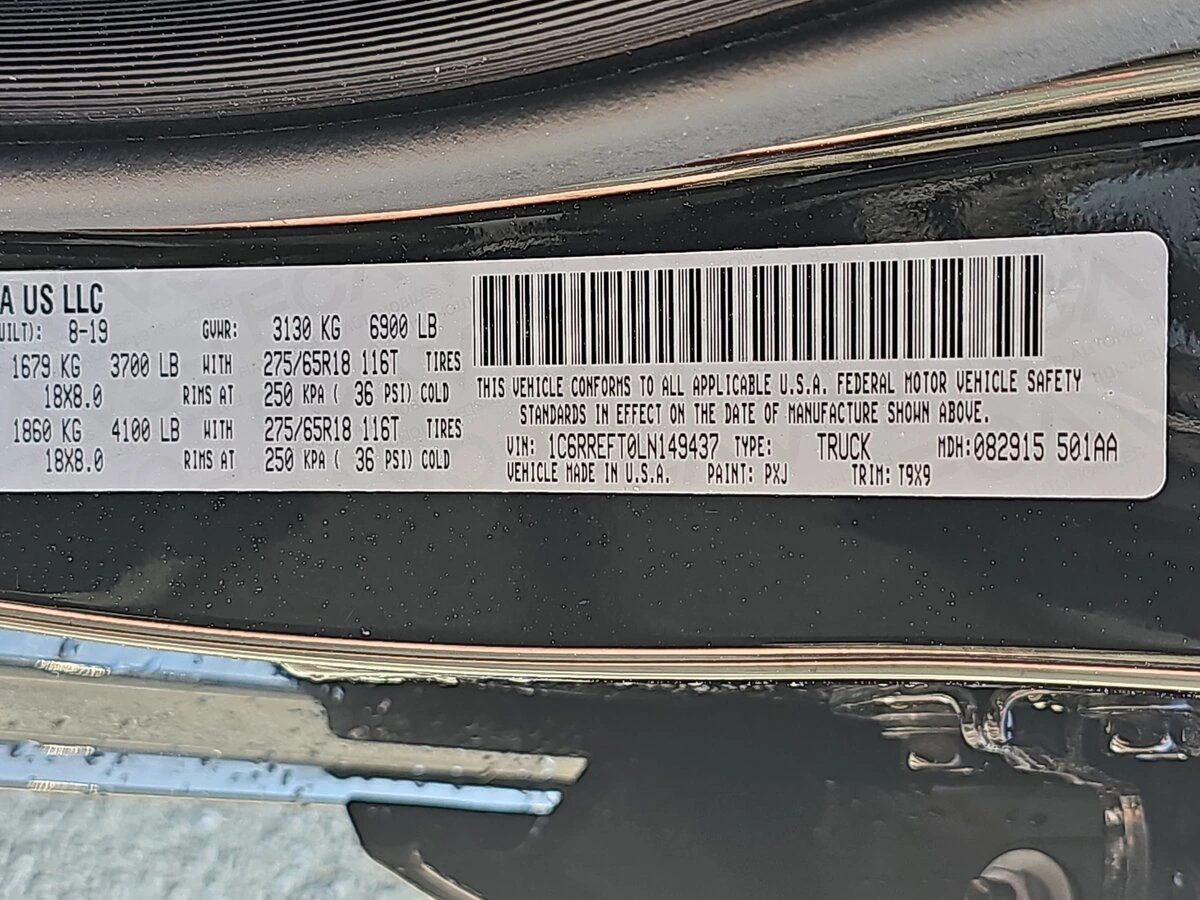 A US LLC
UILT): 8-19 GVWR: 3130 KG 6900 LB
1679 KG 3700 LB WITH 275/65R18 116T TIRES
18X8.0 RIMS AT 250 KPA ( 36 PSI) COLD
1860 KG 4100 LB WITH 275/65R18 116T TIRES
18X8.0 RIMS AT 250 KPA ( 36 PSI) COLD
THIS VEHICLE CONFORMS TO ALL APPLICABLE U.S.A. FEDERAL MOTOR VEHICLE SAFETY
STANDARDS IN EFFECT ON THE DATE OF MANUFACTURE SHOWN ABOVE.
VIN: 1C6RREFT0LN149437 TYPE: TRUCK MDH:082915 501AA
VEHICLE MADE IN U.S.A. PAINT: PXJ TRIM: T9X9